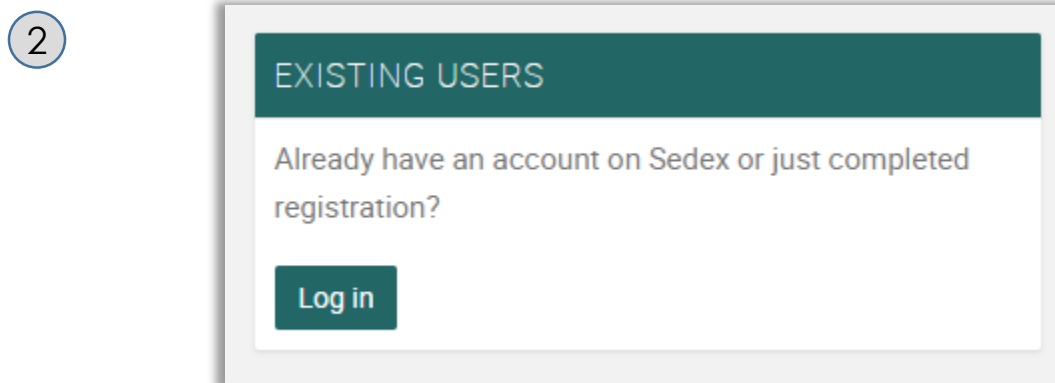 2
EXISTING USERS
Already have an account on Sedex or just completed
registration?
Log in